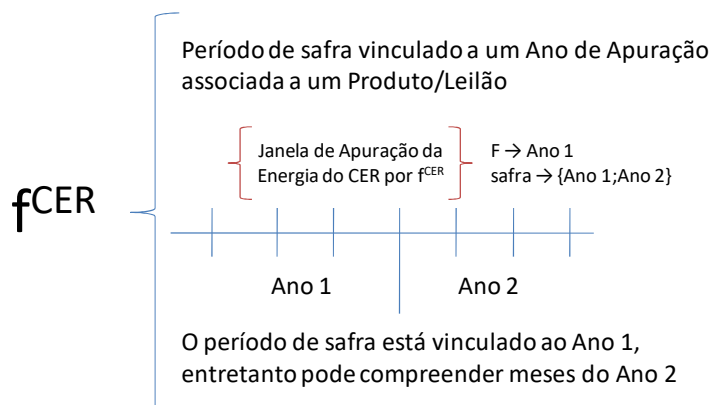 Período de safra vinculado a um Ano de Apuração
associada a um Produto/Leilão
Janela de Apuração da
Energia do CER por f^CER
F → Ano 1
safra → {Ano 1;Ano 2}
f^CER
Ano 1
Ano 2
O período de safra está vinculado ao Ano 1,
entretanto pode compreender meses do Ano 2